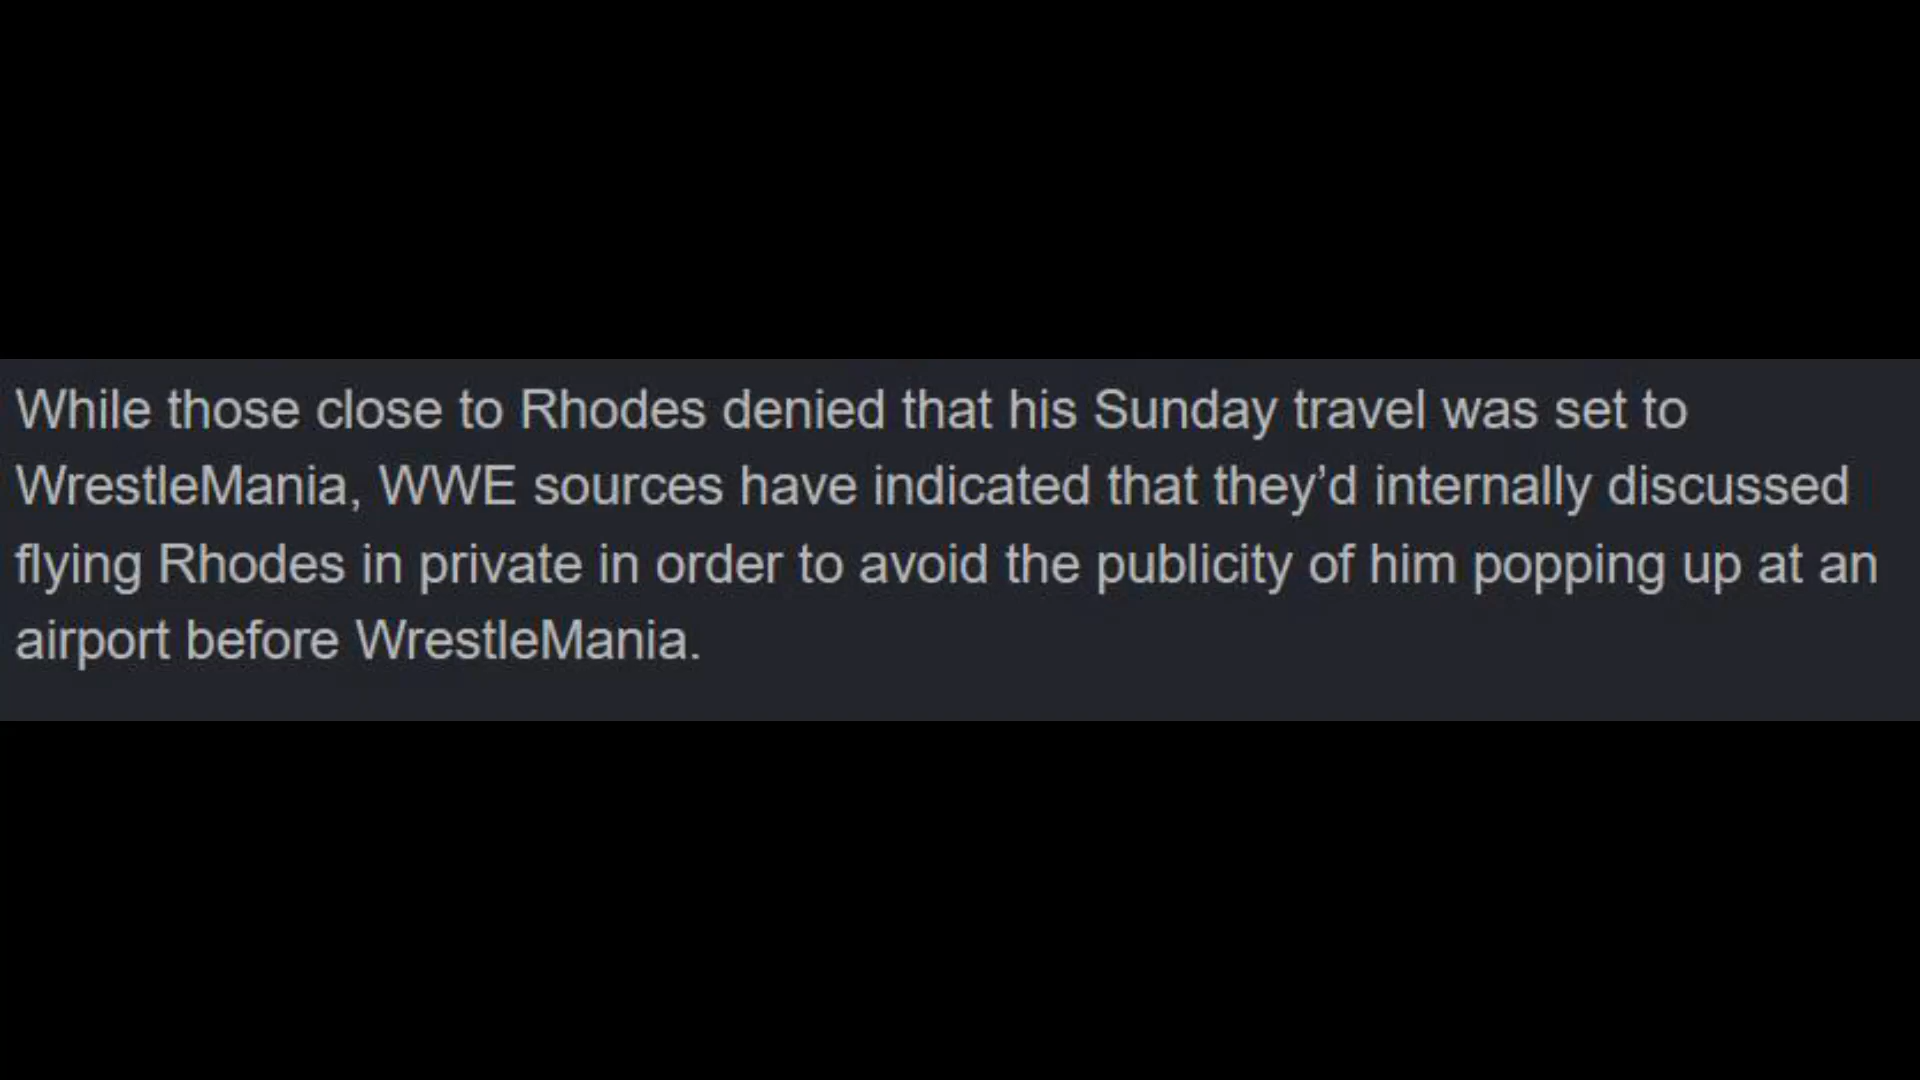 While those close to Rhodes denied that his Sunday travel was set to
WrestleMania, WWE sources have indicated that they’d internally discussed
flying Rhodes in private in order to avoid the publicity of him popping up at an
airport before WrestleMania.